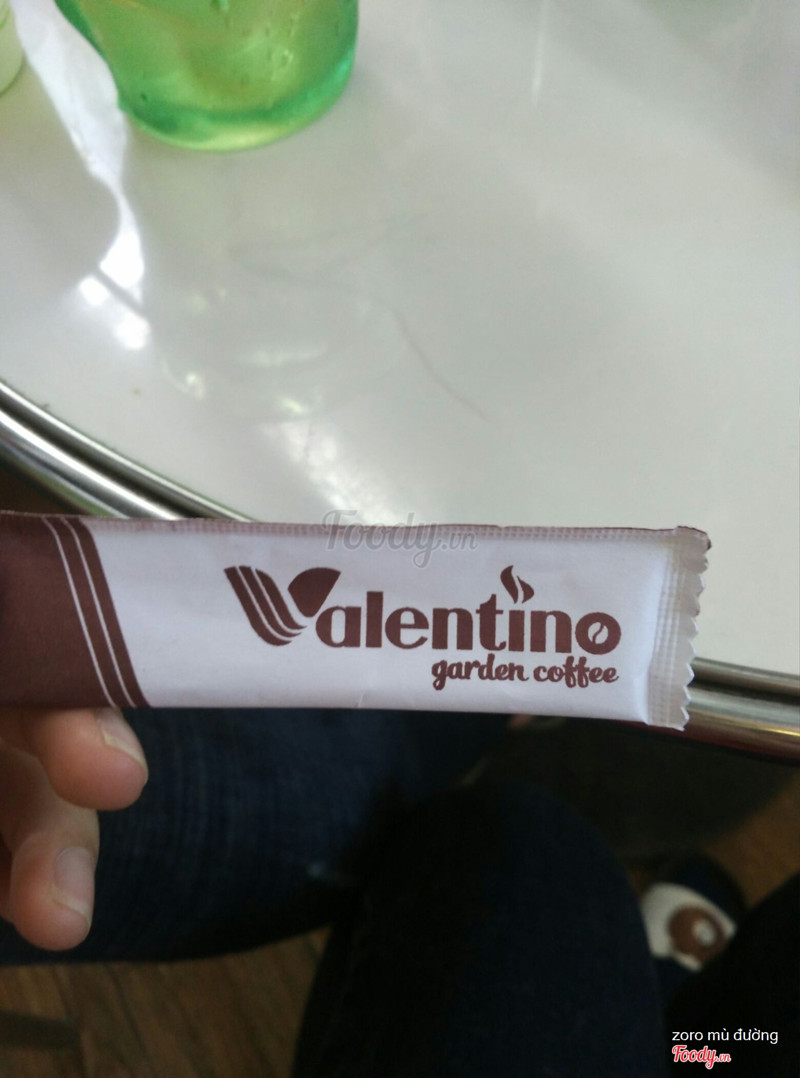 Foody.vn
Valentino
garden coffee
zoro mù đường
Foody.vn